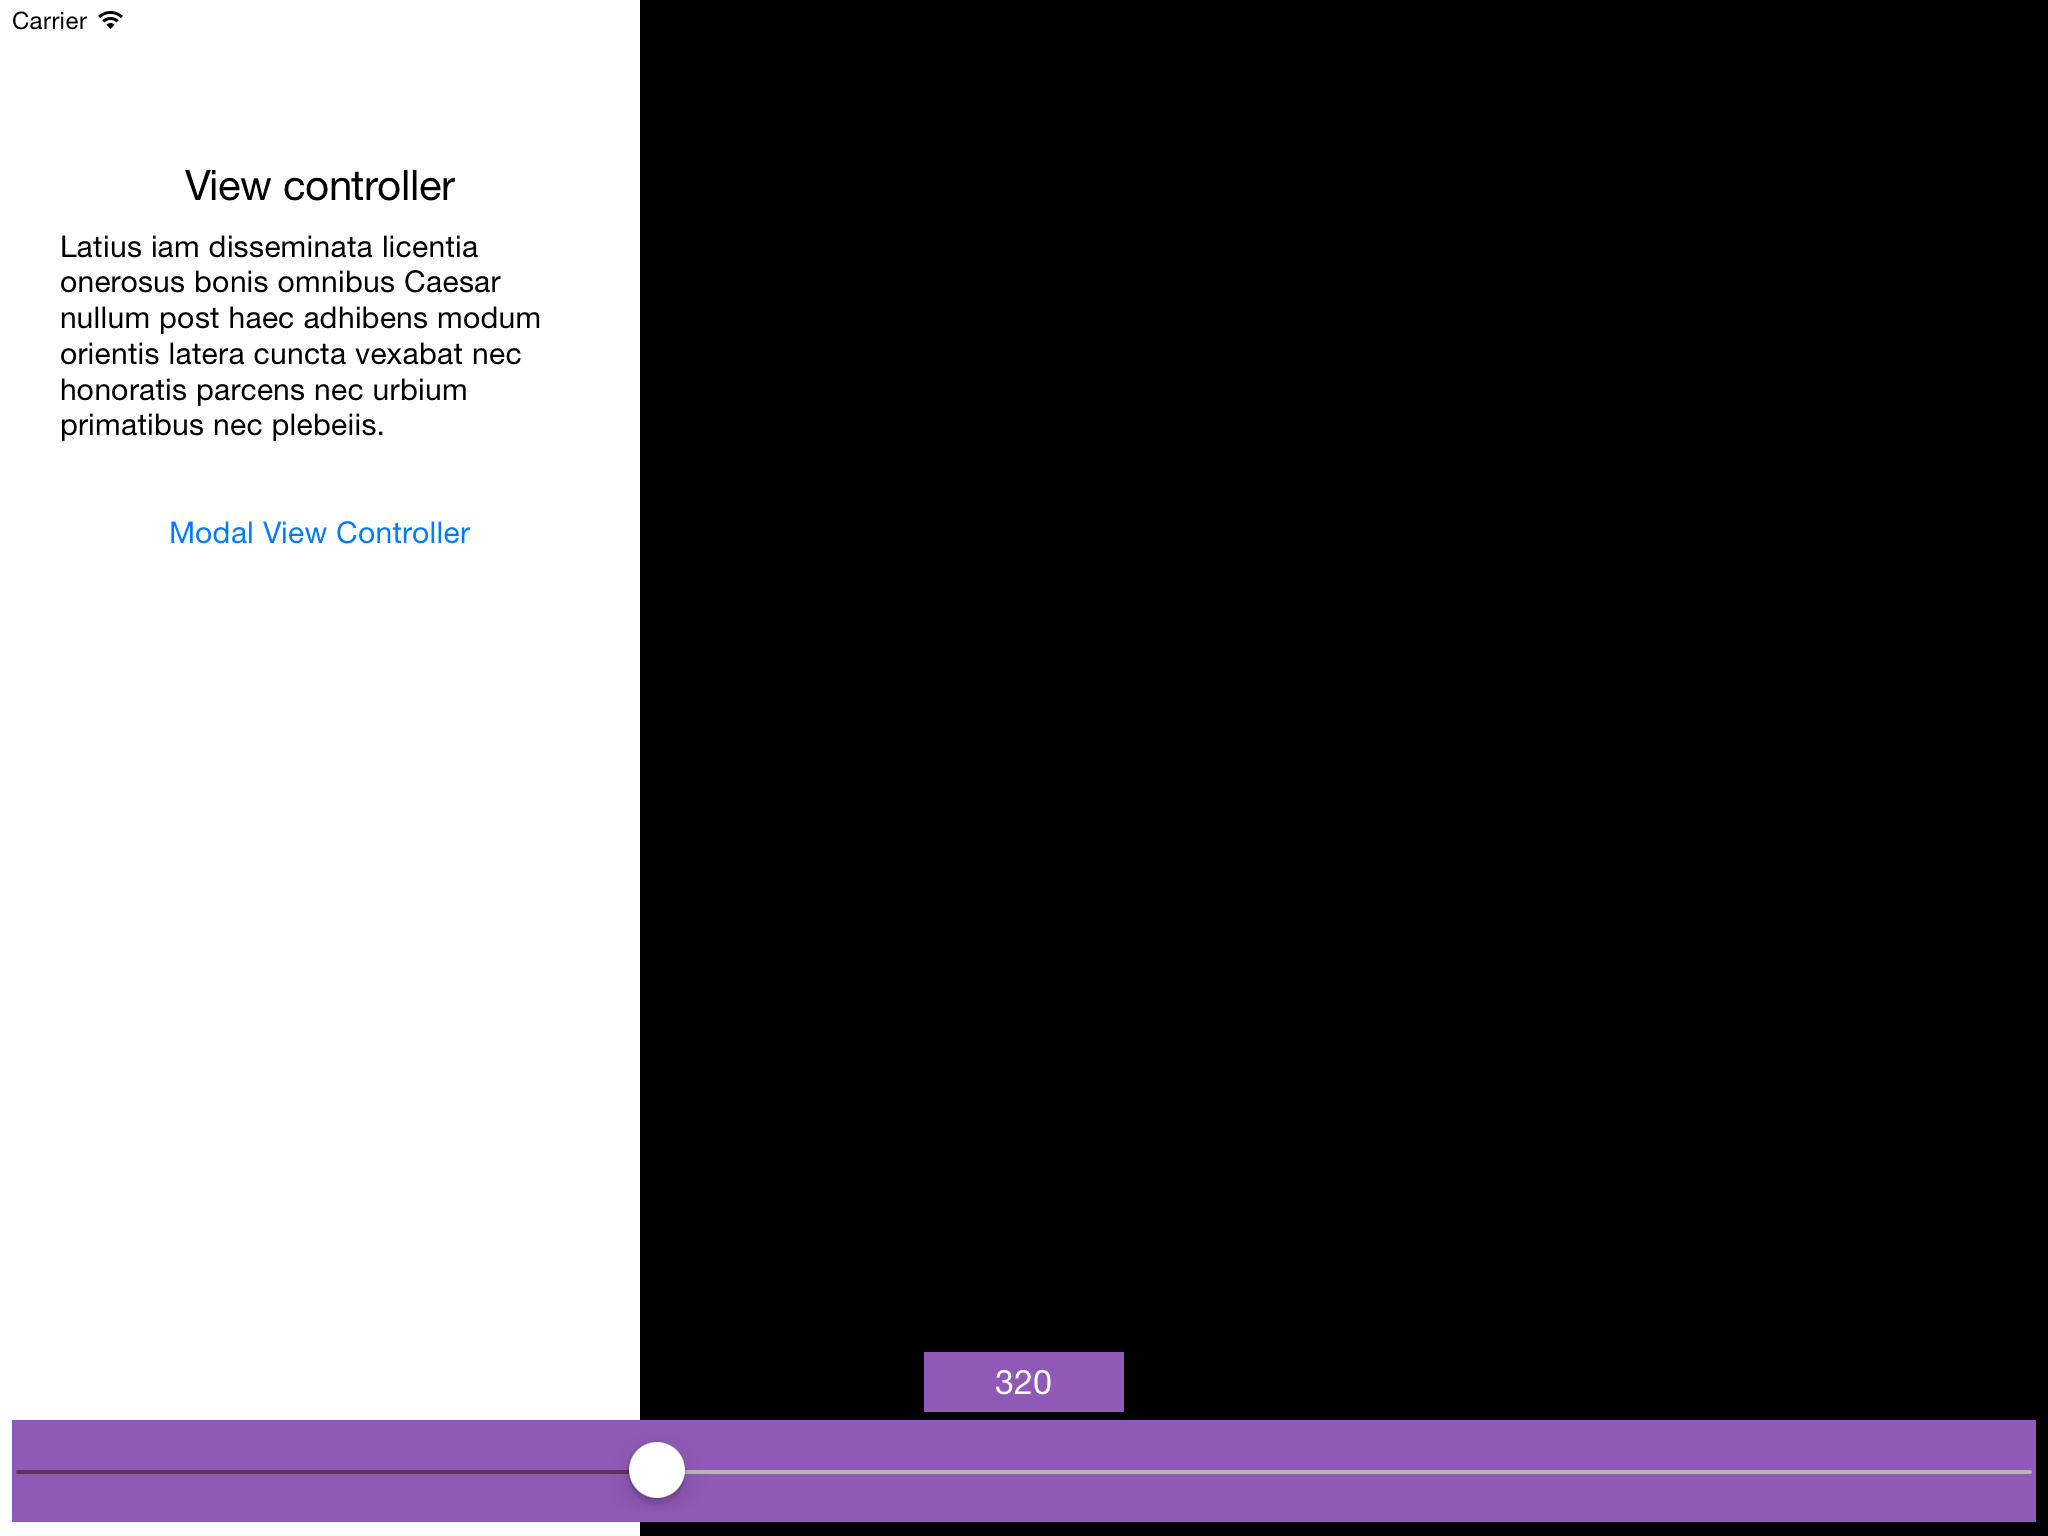 Carrier
View controller
Latius iam disseminata licentia
onerosus bonis omnibus Caesar
nullum post haec adhibens modum
orientis latera cuncta vexabat nec
honoratis parcens nec urbium
primatibus nec plebeiis.
Modal View Controller
320